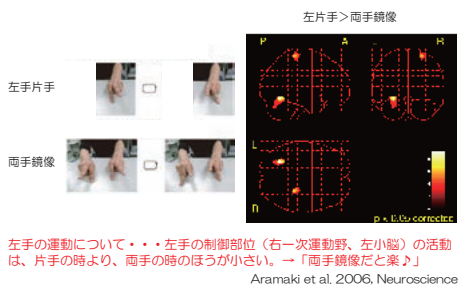 左片手＞両手鏡像
P A
R
左手片手
両手鏡像
L
R
p < 0.05 corrected
左手の運動について・・・左手の制御部位（右一次運動野、左小脳）の活動
は、片手の時より、両手の時のほうが小さい。→「両手鏡像だと楽♪」
Aramaki et al. 2006, Neuroscience